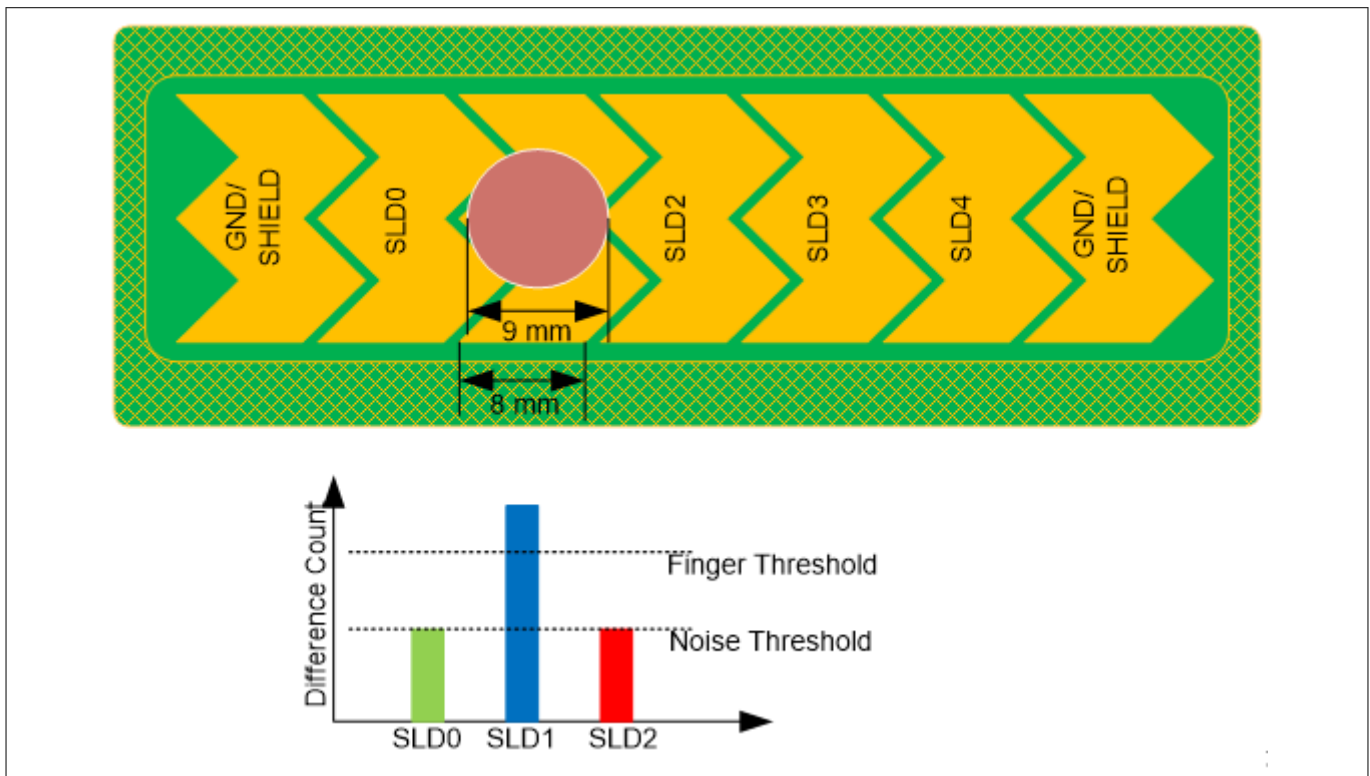 GND/
SHIELD
SLD0
SLD2
SLD3
SLD4
GND/
SHIELD
9 mm
8 mm
Difference Count
Finger Threshold
Noise Threshold
SLD0
SLD1
SLD2